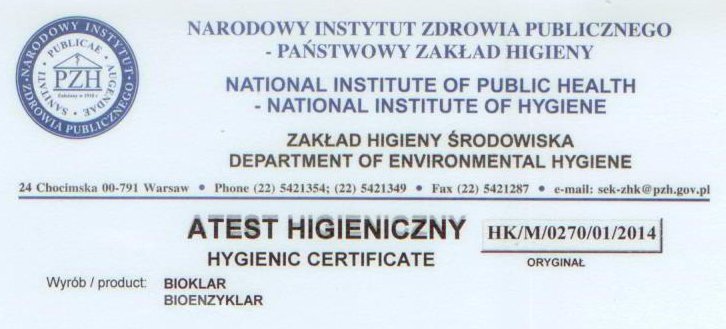 NARODOWY INSTYTUT ZDROWIA PUBLICZNEGO
PUBLICAE
AUGENDAE
SANITATI
PZH
Założony w 1918 r.
NARODOWY INSTYTUT ZDROWIA PUBLICZNEGO
- PAŃSTWOWY ZAKŁAD HIGIENY
NATIONAL INSTITUTE OF PUBLIC HEALTH
- NATIONAL INSTITUTE OF HYGIENE
ZAKŁAD HIGIENY ŚRODOWISKA
DEPARTMENT OF ENVIRONMENTAL HYGIENE
24 Chocimska 00-791 Warsaw • Phone (22) 5421354; (22) 5421349 • Fax (22) 5421287 • e-mail: sek-zhk@pzh.gov.pl
ATEST HIGIENICZNY HK/M/0270/01/2014
HYGIENIC CERTIFICATE ORYGINAŁ
Wyrób / product: BIOKLAR
BIOENZYKLAR